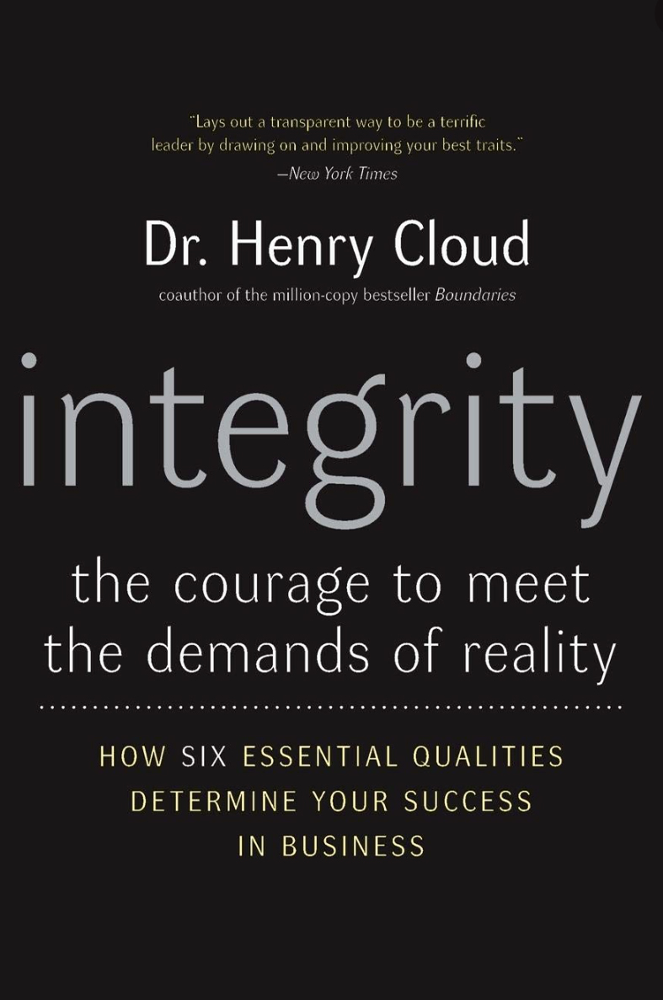 "Lays out a transparent way to be a terrific
leader by drawing on and improving your best traits."
—New York Times
Dr. Henry Cloud
coauthor of the million-copy bestseller Boundaries
integrity
the courage to meet
the demands of reality
HOW SIX ESSENTIAL QUALITIES
DETERMINE YOUR SUCCESS
IN BUSINESS